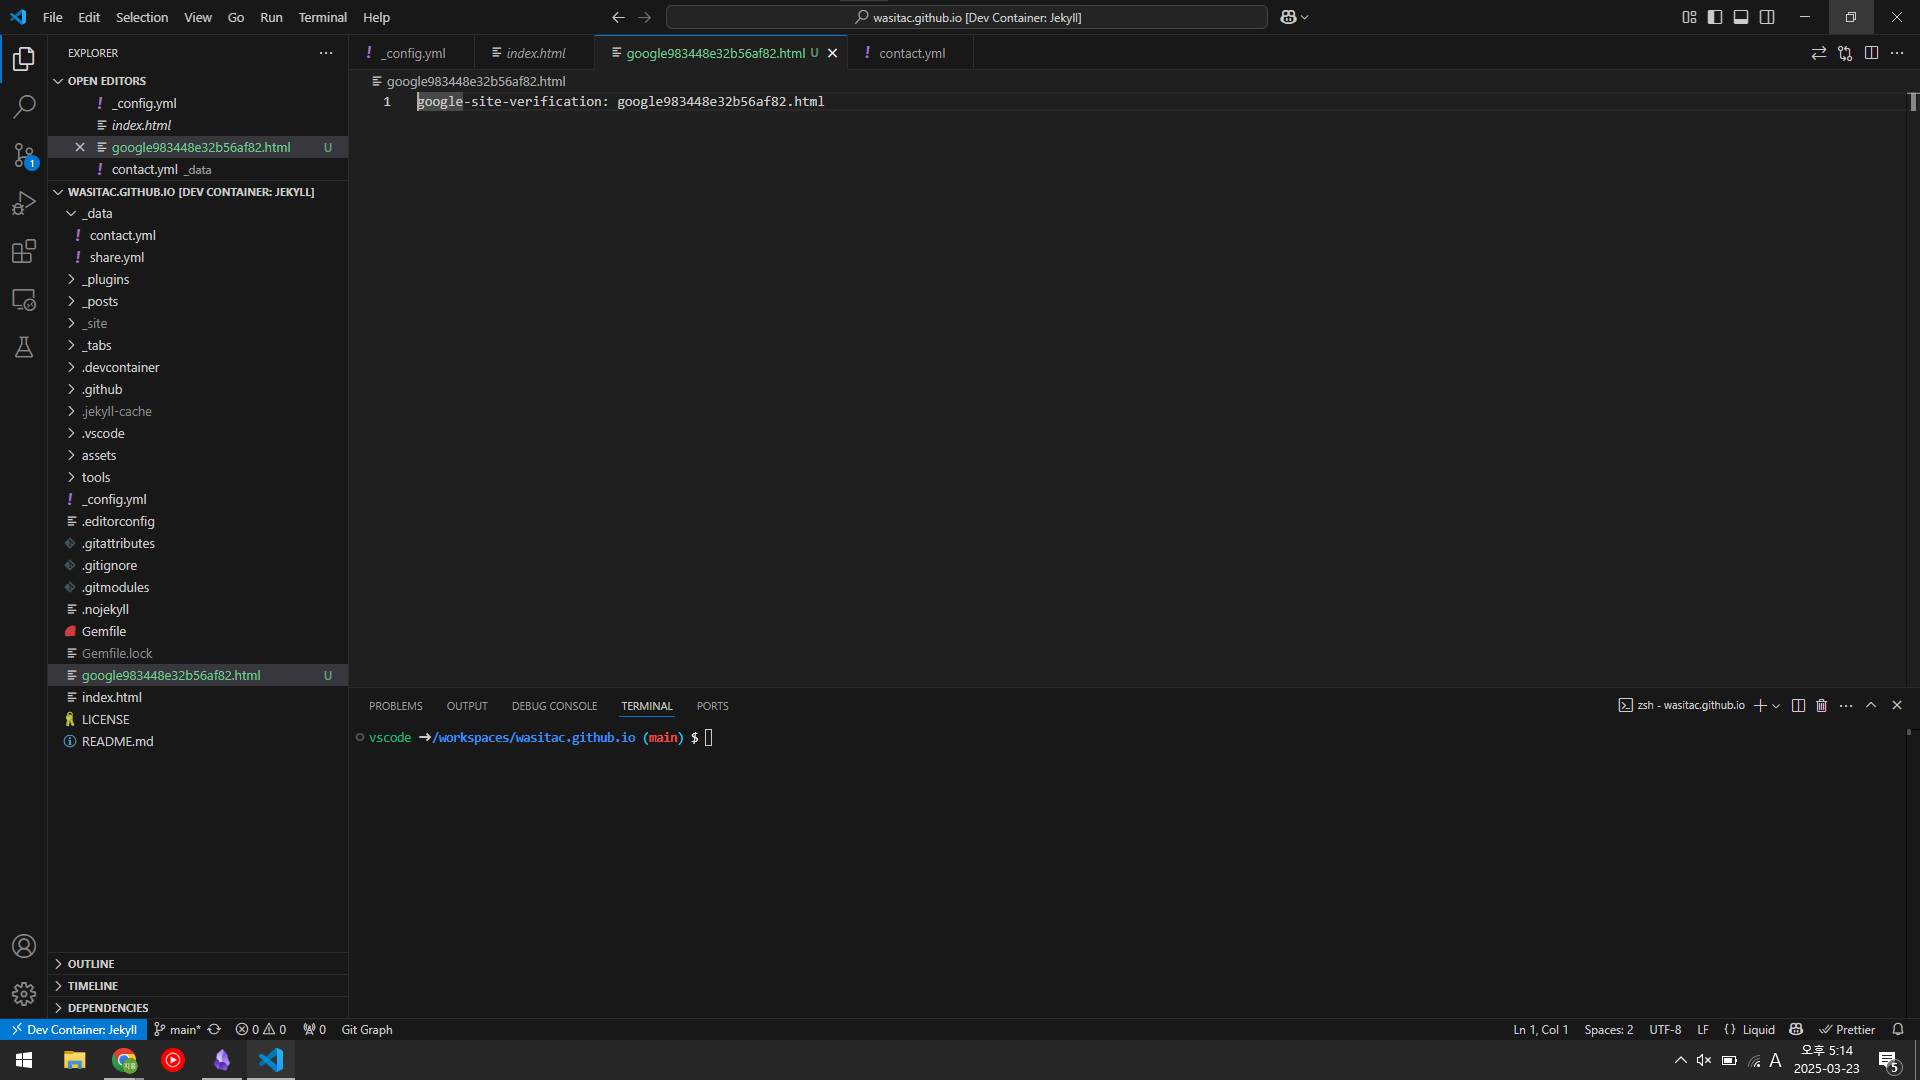 File Edit Selection View Go Run Terminal Help
wasitac.github.io [Dev Container: Jekyll]
EXPLORER
OPEN EDITORS
_config.yml
index.html
google983448e32b56af82.html U
contact.yml _data
WASITAC.GITHUB.IO [DEV CONTAINER: JEKYLL]
_data
contact.yml
share.yml
_plugins
_posts
_site
_tabs
.devcontainer
.github
.jekyll-cache
.vscode
assets
tools
_config.yml
.editorconfig
.gitattributes
.gitignore
.gitmodules
.nojekyll
Gemfile
Gemfile.lock
google983448e32b56af82.html U
index.html
LICENSE
README.md
OUTLINE
TIMELINE
DEPENDENCIES
_config.yml index.html google983448e32b56af82.html U contact.yml
google983448e32b56af82.html
1 google-site-verification: google983448e32b56af82.html
PROBLEMS OUTPUT DEBUG CONSOLE TERMINAL PORTS
zsh - wasitac.github.io
vscode ➜/workspaces/wasitac.github.io (main) $
1
Dev Container: Jekyll main* 0 0 0 Git Graph
Ln 1, Col 1 Spaces: 2 UTF-8 LF {} Liquid Prettier
지용
A
오후 5:14
2025-03-23
5